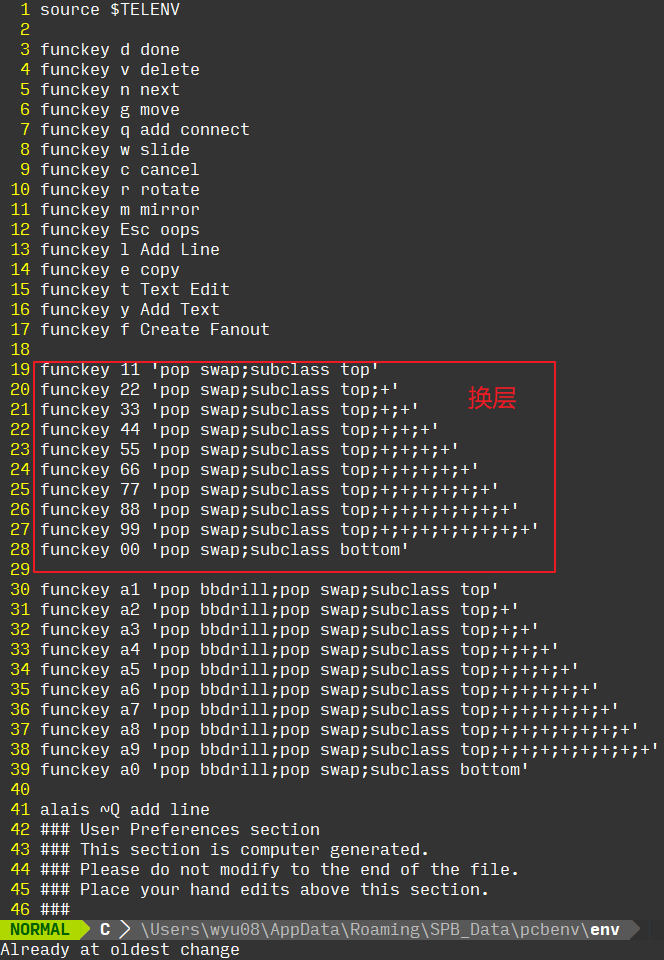 1 source $TELENV
2
3 funckey d done
4 funckey v delete
5 funckey n next
6 funckey g move
7 funckey q add connect
8 funckey w slide
9 funckey c cancel
10 funckey r rotate
11 funckey m mirror
12 funckey Esc oops
13 funckey l Add Line
14 funckey e copy
15 funckey t Text Edit
16 funckey y Add Text
17 funckey f Create Fanout
18
19 funckey 11 'pop swap;subclass top'
20 funckey 22 'pop swap;subclass top;+'
换层
21 funckey 33 'pop swap;subclass top;+;+'
22 funckey 44 'pop swap;subclass top;+;+;+'
23 funckey 55 'pop swap;subclass top;+;+;+;+'
24 funckey 66 'pop swap;subclass top;+;+;+;+;+'
25 funckey 77 'pop swap;subclass top;+;+;+;+;+;+'
26 funckey 88 'pop swap;subclass top;+;+;+;+;+;+;+'
27 funckey 99 'pop swap;subclass top;+;+;+;+;+;+;+;+'
28 funckey 00 'pop swap;subclass bottom'
29
30 funckey a1 'pop bbdrill;pop swap;subclass top'
31 funckey a2 'pop bbdrill;pop swap;subclass top;+'
32 funckey a3 'pop bbdrill;pop swap;subclass top;+;+'
33 funckey a4 'pop bbdrill;pop swap;subclass top;+;+;+'
34 funckey a5 'pop bbdrill;pop swap;subclass top;+;+;+;+'
35 funckey a6 'pop bbdrill;pop swap;subclass top;+;+;+;+;+'
36 funckey a7 'pop bbdrill;pop swap;subclass top;+;+;+;+;+;+'
37 funckey a8 'pop bbdrill;pop swap;subclass top;+;+;+;+;+;+;+'
38 funckey a9 'pop bbdrill;pop swap;subclass top;+;+;+;+;+;+;+;+'
39 funckey a0 'pop bbdrill;pop swap;subclass bottom'
40
41 alais ~Q add line
42 ### User Preferences section
43 ### This section is computer generated.
44 ### Please do not modify to the end of the file.
45 ### Place your hand edits above this section.
46 ###
NORMAL C \Users\wyu08\AppData\Roaming\SPB_Data\pcbenv\env
Already at oldest change